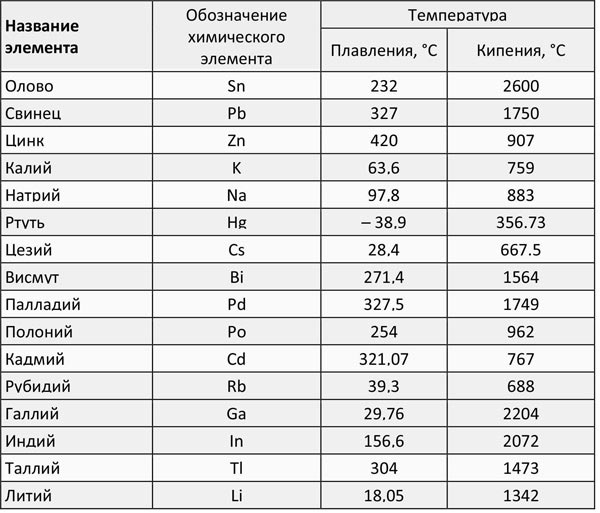 Название элемента | Обозначение химического элемента | Температура
Плавления, °C | Кипения, °C
Олово | Sn | 232 | 2600
Свинец | Pb | 327 | 1750
Цинк | Zn | 420 | 907
Калий | K | 63,6 | 759
Натрий | Na | 97,8 | 883
Ртуть | Hg | – 38,9 | 356.73
Цезий | Cs | 28,4 | 667.5
Висмут | Bi | 271,4 | 1564
Палладий | Pd | 327,5 | 1749
Полоний | Po | 254 | 962
Кадмий | Cd | 321,07 | 767
Рубидий | Rb | 39,3 | 688
Галлий | Ga | 29,76 | 2204
Индий | In | 156,6 | 2072
Таллий | Tl | 304 | 1473
Литий | Li | 18,05 | 1342